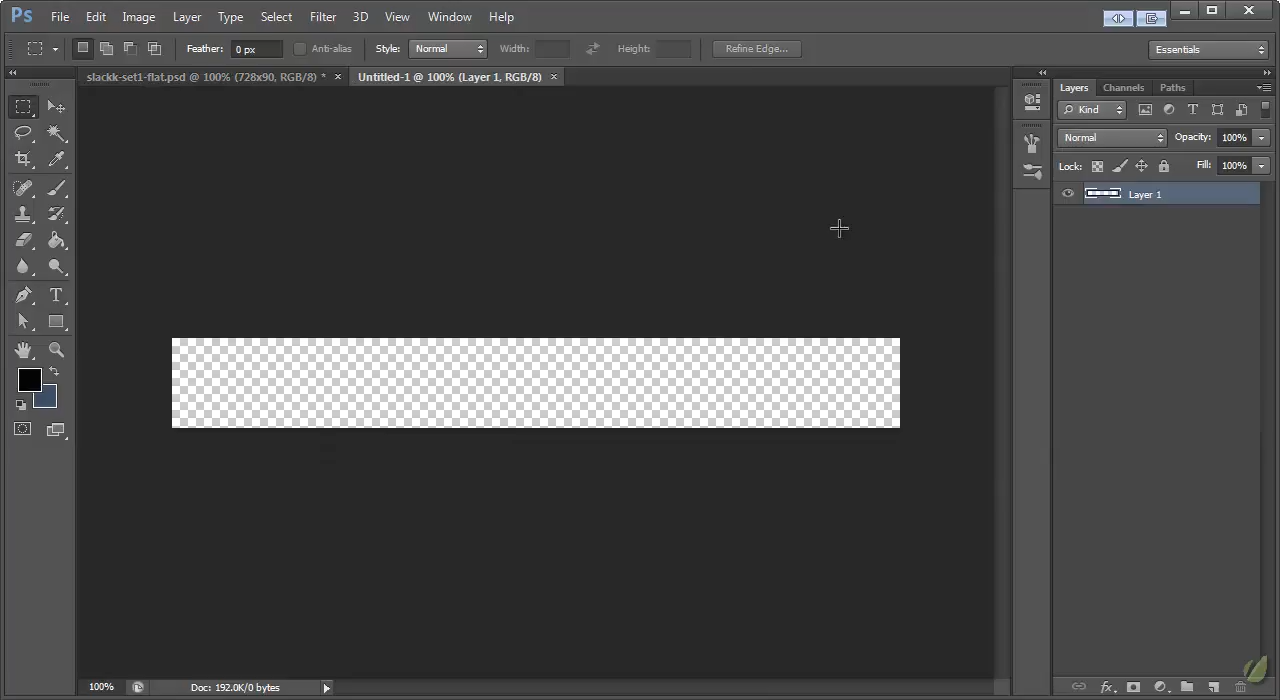 Ps File Edit Image Layer Type Select Filter 3D View Window Help
Feather: 0 px Anti-alias Style: Normal Width: Height: Refine Edge... Essentials
slackk-set1-flat.psd @ 100% (728x90, RGB/8) * × Untitled-1 @ 100% (Layer 1, RGB/8) ×
Layers Channels Paths
Kind
Normal Opacity: 100%
Lock: Fill: 100%
Layer 1
T
100% Doc: 192.0K/0 bytes
fx